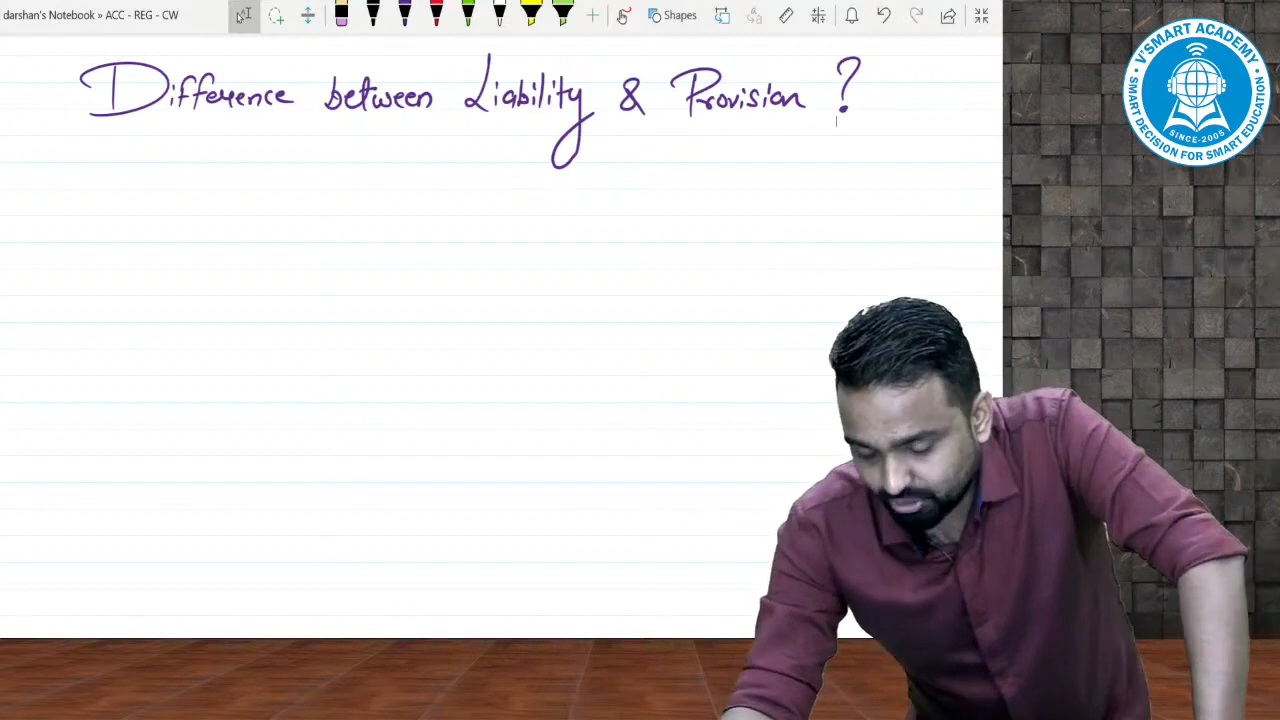 darshan's Notebook » ACC - REG - CW
Shapes
Difference between Liability & Provision ?
V'SMART ACADEMY
SINCE-2005
SMART DECISION FOR SMART EDUCATION